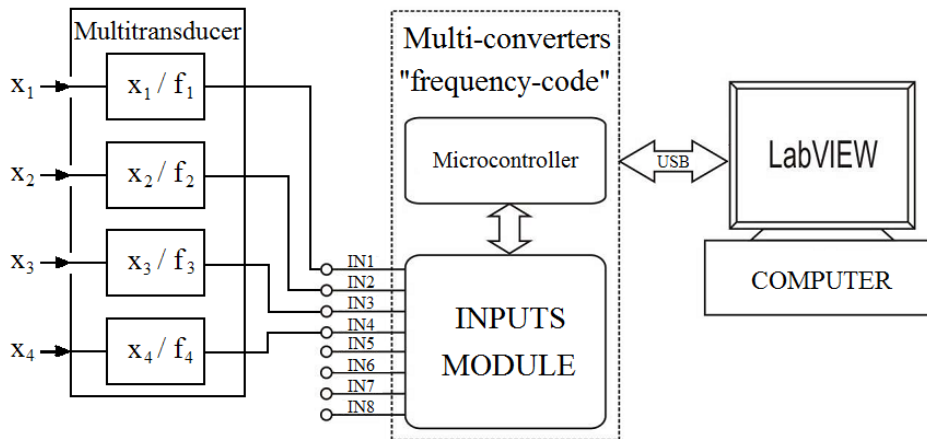 Multitransducer
x1
x1 / f1
x2
x2 / f2
x3
x3 / f3
x4
x4 / f4
Multi-converters
"frequency-code"
Microcontroller
IN1
IN2
IN3
IN4
IN5
IN6
IN7
IN8
INPUTS
MODULE
USB
LabVIEW
COMPUTER